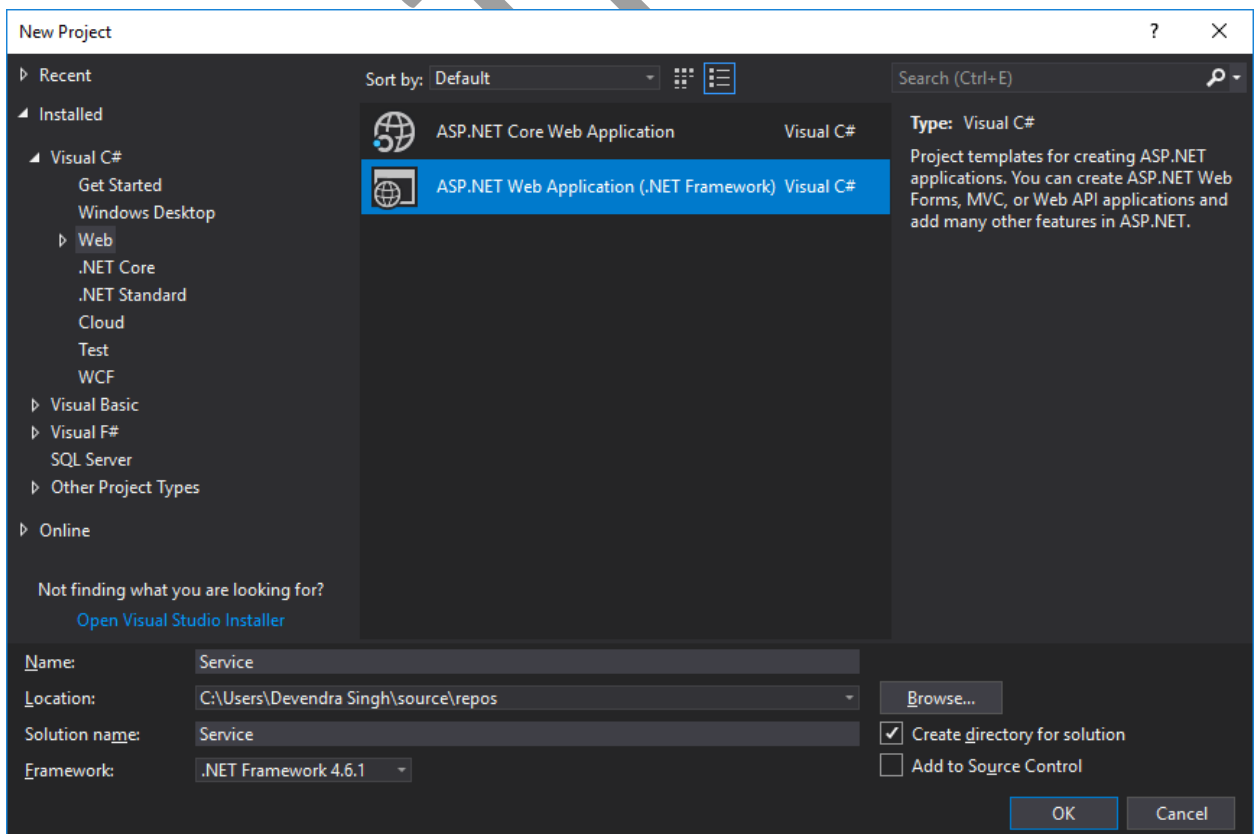 New Project
?
Recent
Installed
Visual C#
Get Started
Windows Desktop
Web
.NET Core
.NET Standard
Cloud
Test
WCF
Visual Basic
Visual F#
SQL Server
Other Project Types
Online
Not finding what you are looking for?
Open Visual Studio Installer
Sort by: Default
ASP.NET Core Web Application Visual C#
ASP.NET Web Application (.NET Framework) Visual C#
Search (Ctrl+E)
Type: Visual C#
Project templates for creating ASP.NET
applications. You can create ASP.NET Web
Forms, MVC, or Web API applications and
add many other features in ASP.NET.
Name: Service
Location: C:\Users\Devendra Singh\source\repos
Browse...
Solution name: Service
Create directory for solution
Framework: .NET Framework 4.6.1
Add to Source Control
OK Cancel